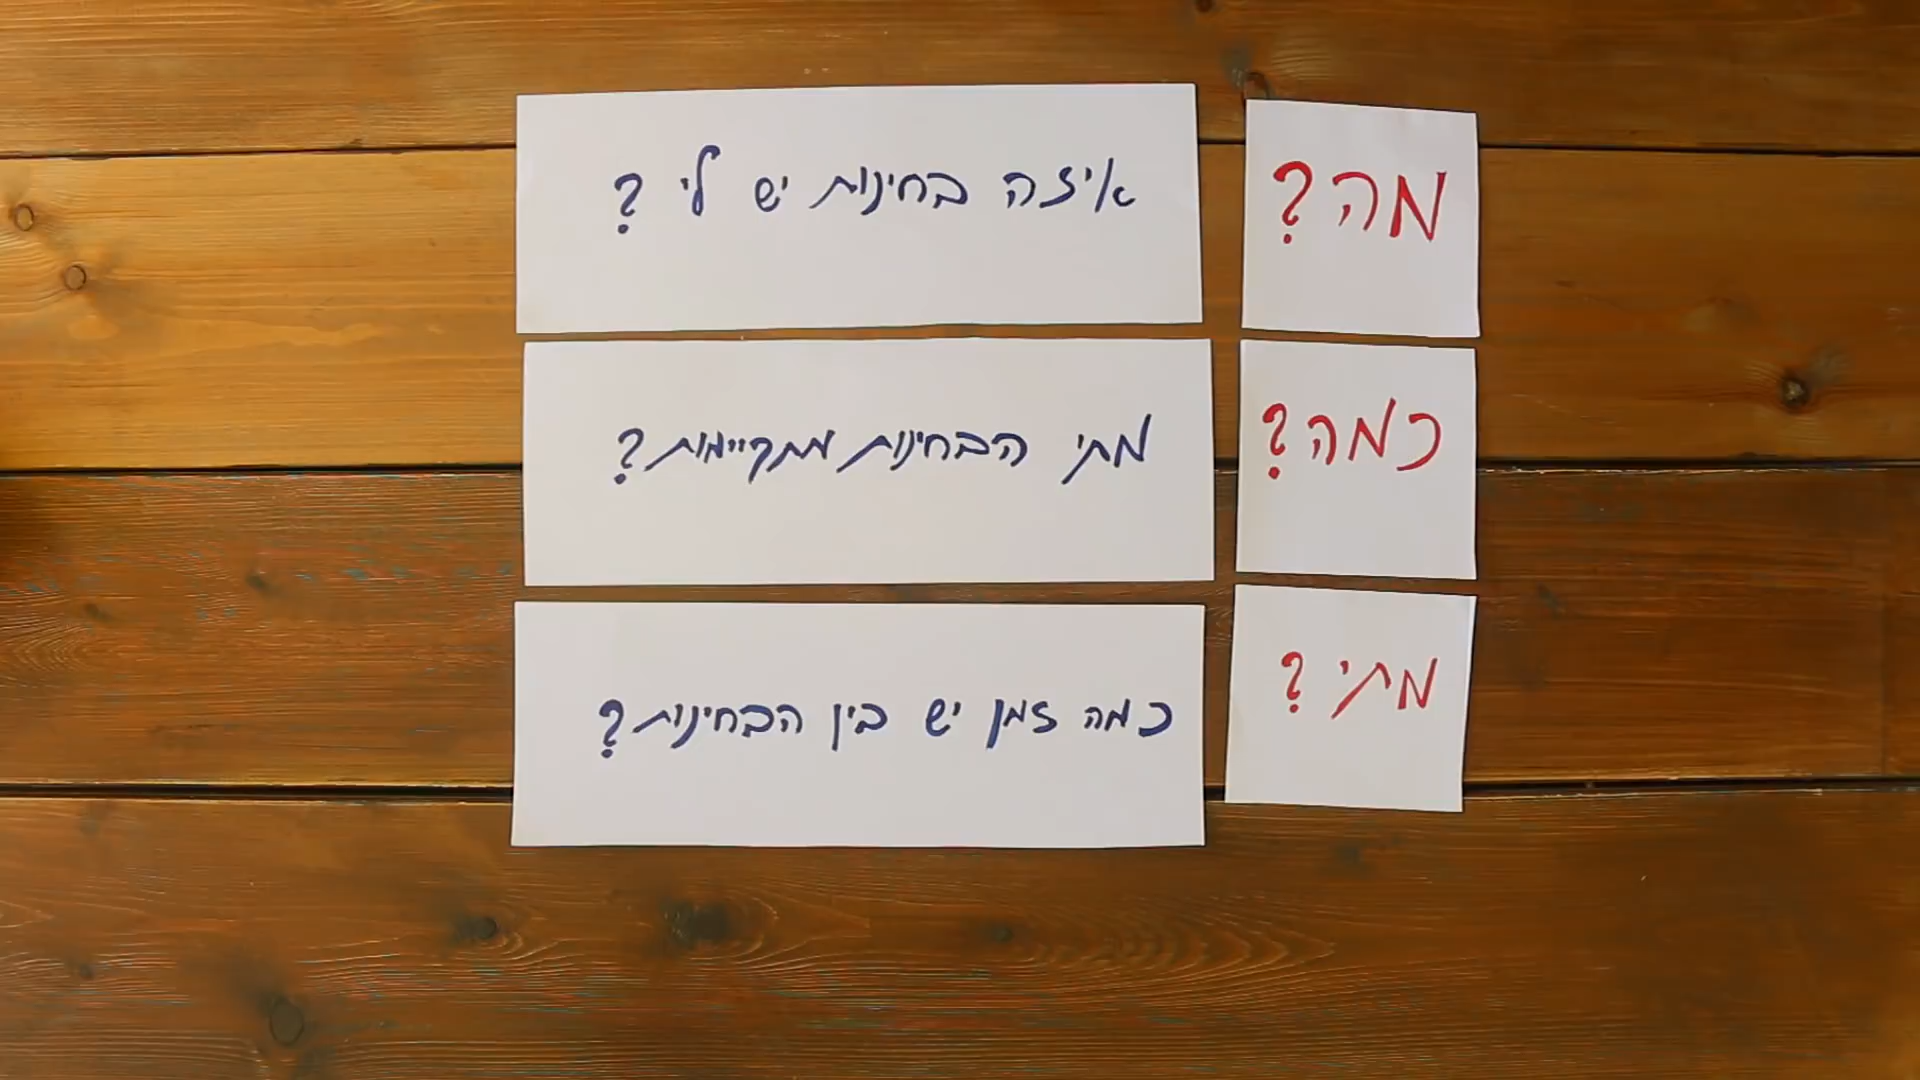 מה?
איזה בחינות יש לי?
כמה?
מתי הבחינות מתקיימות?
מתי?
כמה זמן יש בין הבחינות?